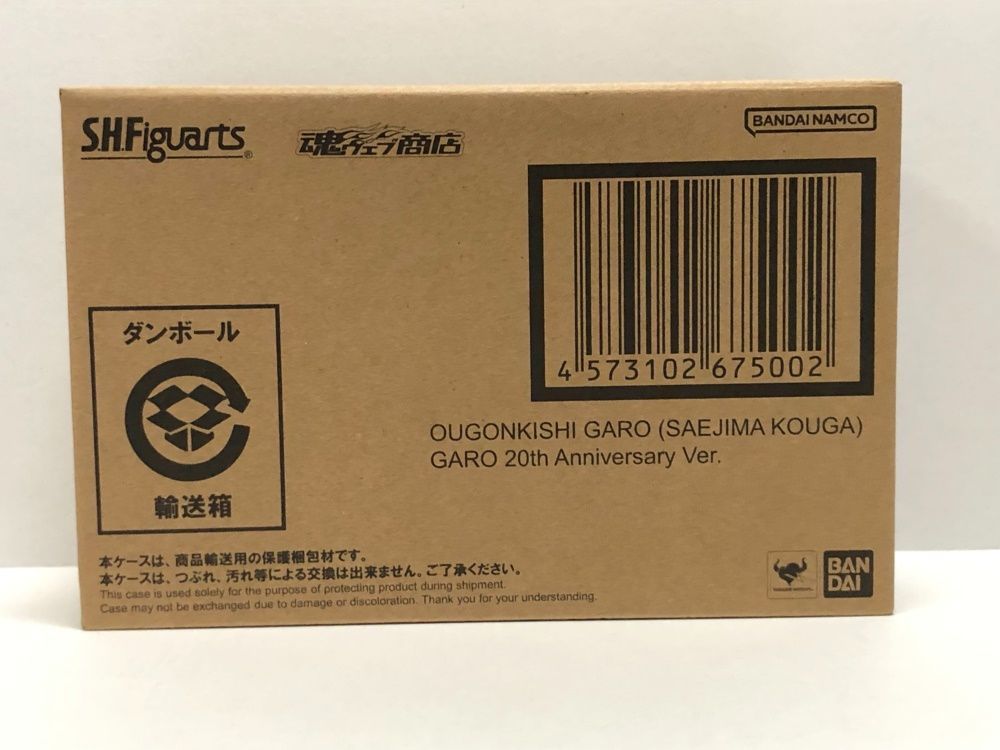 S.H.Figuarts®
魂ウェブ商店
BANDAI NAMCO
4 573102 675002
OUGONKISHI GARO (SAEJIMA KOUGA)
GARO 20th Anniversary Ver.
ダンボール
輸送箱
本ケースは、商品輸送用の保護梱包材です。
本ケースは、つぶれ、汚れ等による交換は出来ません。ご了承ください。
This case is used solely for the purpose of protecting product during shipment.
Case may not be exchanged due to damage or discoloration. Thank you for your understanding.
BAN
DAI